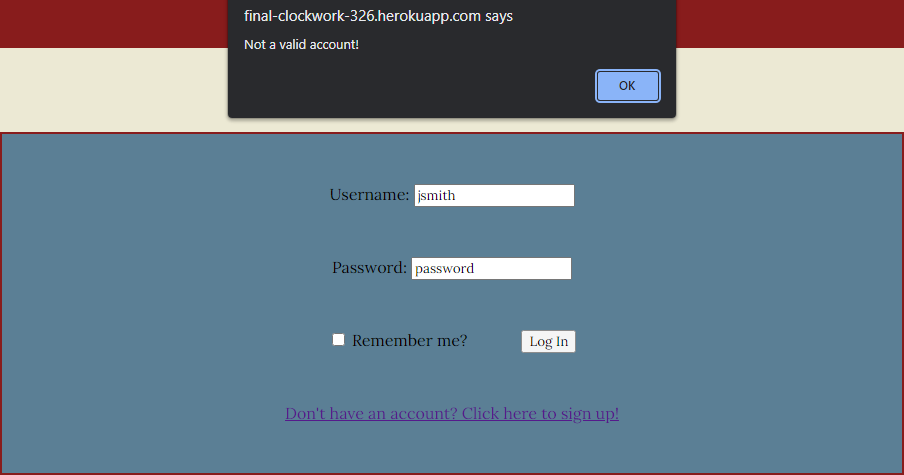 final-clockwork-326.herokuapp.com says
Not a valid account!
OK
Username: jsmith
Password: password
Remember me? Log In
Don't have an account? Click here to sign up!